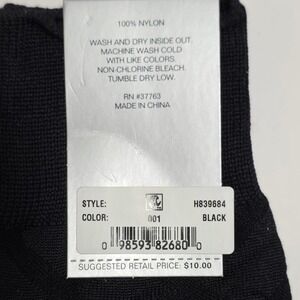 100% NYLON
WASH AND DRY INSIDE OUT.
MACHINE WASH COLD
WITH LIKE COLORS.
NON-CHLORINE BLEACH.
TUMBLE DRY LOW.
RN #37763
MADE IN CHINA
STYLE: H839684
COLOR: 001 BLACK
0 98593 82680 0
SUGGESTED RETAIL PRICE: $10.00